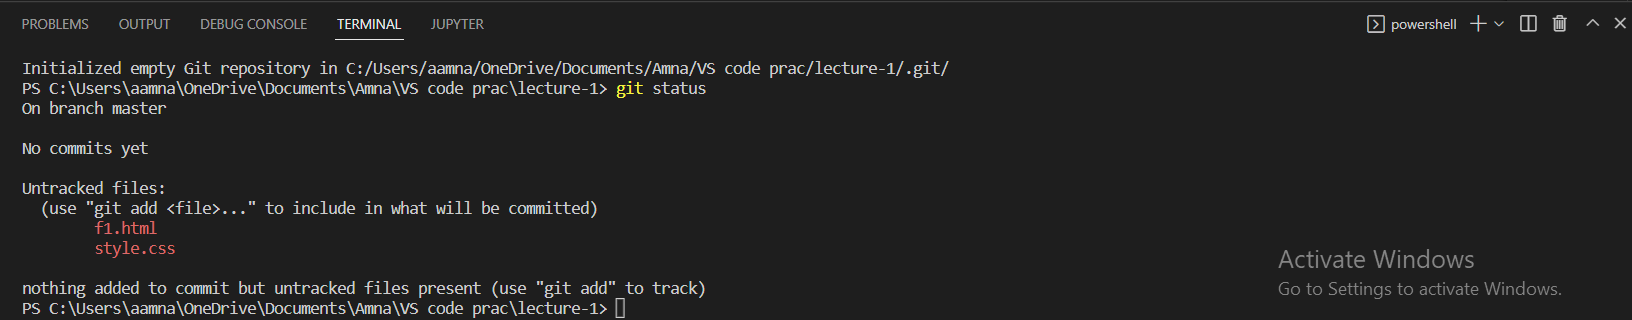 PROBLEMS OUTPUT DEBUG CONSOLE TERMINAL JUPYTER powershell
Initialized empty Git repository in C:/Users/aamna/OneDrive/Documents/Amna/VS code prac/lecture-1/.git/
PS C:\Users\aamna\OneDrive\Documents\Amna\VS code prac\lecture-1> git status
On branch master
No commits yet
Untracked files:
(use "git add <file>..." to include in what will be committed)
f1.html
style.css
nothing added to commit but untracked files present (use "git add" to track)
PS C:\Users\aamna\OneDrive\Documents\Amna\VS code prac\lecture-1>
Activate Windows
Go to Settings to activate Windows.